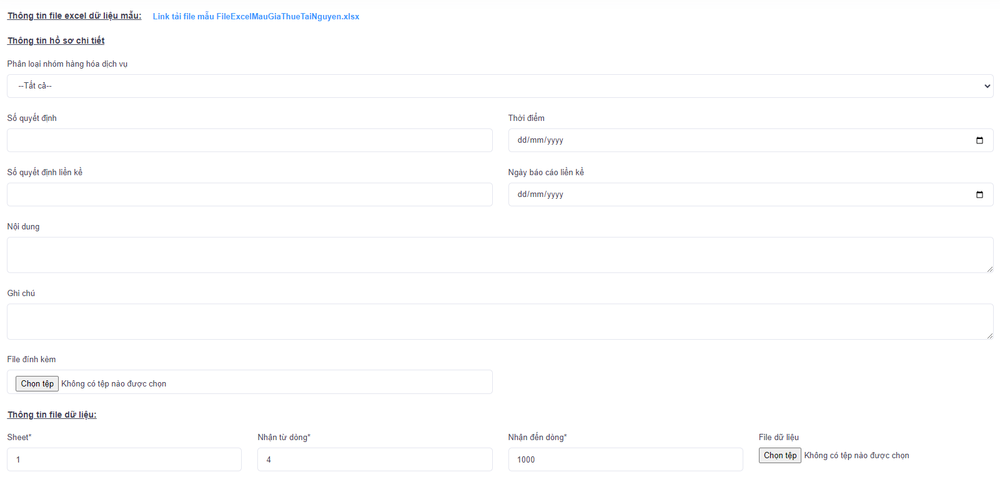 Thông tin file excel dữ liệu mẫu: Link tải file mẫu FileExcelMauGiaThueTaiNguyen.xlsx
Thông tin hồ sơ chi tiết
Phân loại nhóm hàng hóa dịch vụ
--Tất cả--
Số quyết định Thời điểm
dd/mm/yyyy
Số quyết định liền kề Ngày báo cáo liền kề
dd/mm/yyyy
Nội dung
Ghi chú
File đính kèm
Chọn tệp Không có tệp nào được chọn
Thông tin file dữ liệu:
Sheet* Nhận từ dòng* Nhận đến dòng* File dữ liệu
1 4 1000 Chọn tệp Không có tệp nào được chọn